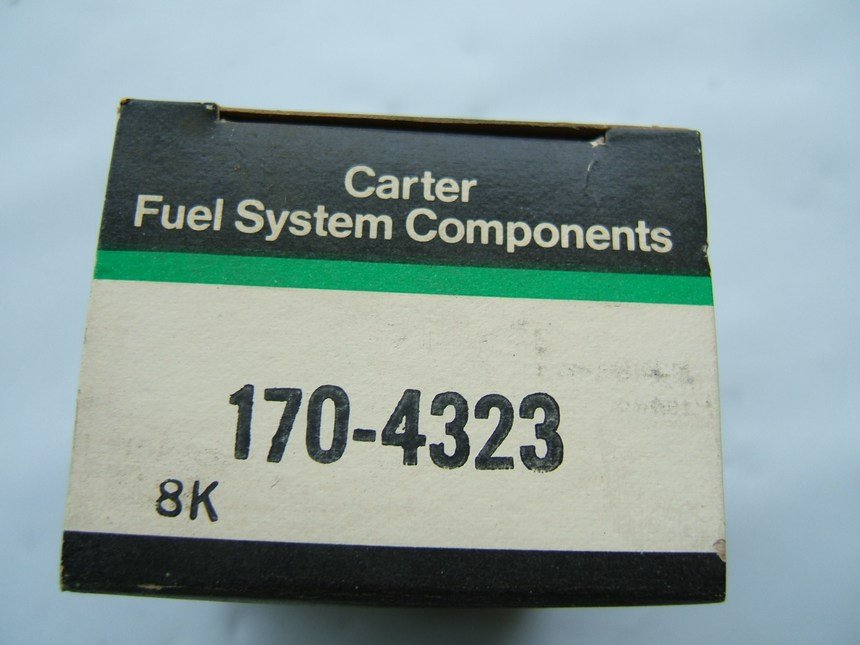 Carter
Fuel System Components
170-4323
8K